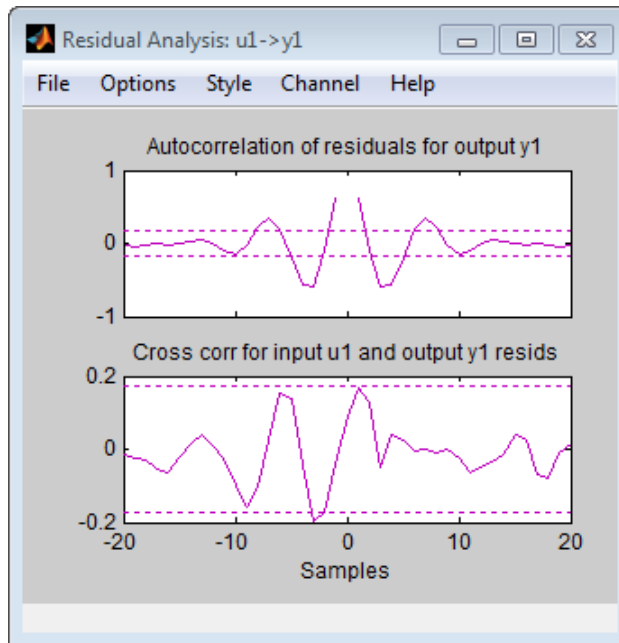 Residual Analysis: u1->y1
File Options Style Channel Help
Autocorrelation of residuals for output y1
1
0
-1
Cross corr for input u1 and output y1 resids
0.2
0
-0.2
-20 -10 0 10 20
Samples